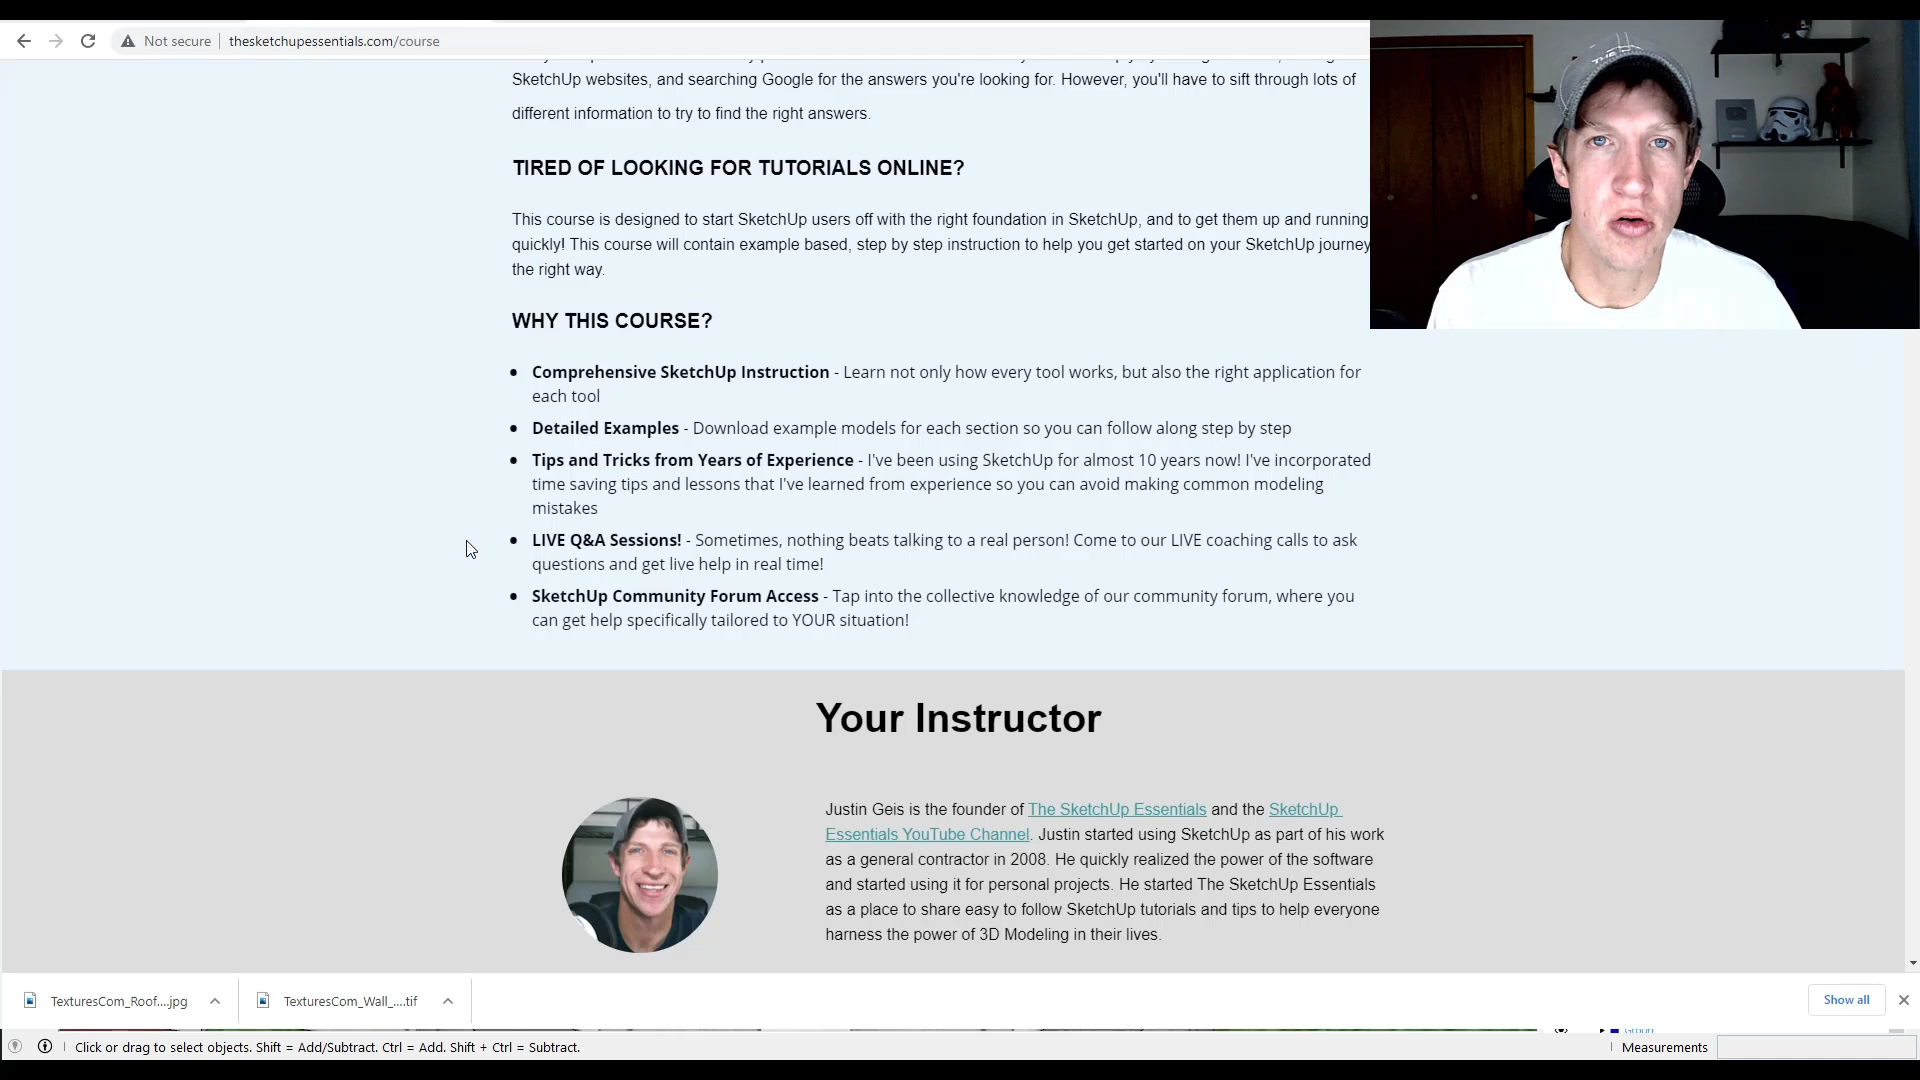 Not secure
thesketchupessentials.com/course
SketchUp websites, and searching Google for the answers you're looking for. However, you'll have to sift through lots of
different information to try to find the right answers.
TIRED OF LOOKING FOR TUTORIALS ONLINE?
This course is designed to start SketchUp users off with the right foundation in SketchUp, and to get them up and running
quickly! This course will contain example based, step by step instruction to help you get started on your SketchUp journey
the right way.
WHY THIS COURSE?
Comprehensive SketchUp Instruction - Learn not only how every tool works, but also the right application for
each tool
Detailed Examples - Download example models for each section so you can follow along step by step
Tips and Tricks from Years of Experience - I've been using SketchUp for almost 10 years now! I've incorporated
time saving tips and lessons that I've learned from experience so you can avoid making common modeling
mistakes
LIVE Q&A Sessions! - Sometimes, nothing beats talking to a real person! Come to our LIVE coaching calls to ask
questions and get live help in real time!
SketchUp Community Forum Access - Tap into the collective knowledge of our community forum, where you
can get help specifically tailored to YOUR situation!
Your Instructor
Justin Geis is the founder of The SketchUp Essentials and the SketchUp
Essentials YouTube Channel. Justin started using SketchUp as part of his work
as a general contractor in 2008. He quickly realized the power of the software
and started using it for personal projects. He started The SketchUp Essentials
as a place to share easy to follow SketchUp tutorials and tips to help everyone
harness the power of 3D Modeling in their lives.
TexturesCom_Roof....jpg
TexturesCom_Wall_....tif
Show all
Click or drag to select objects. Shift = Add/Subtract. Ctrl = Add. Shift + Ctrl = Subtract.
Measurements